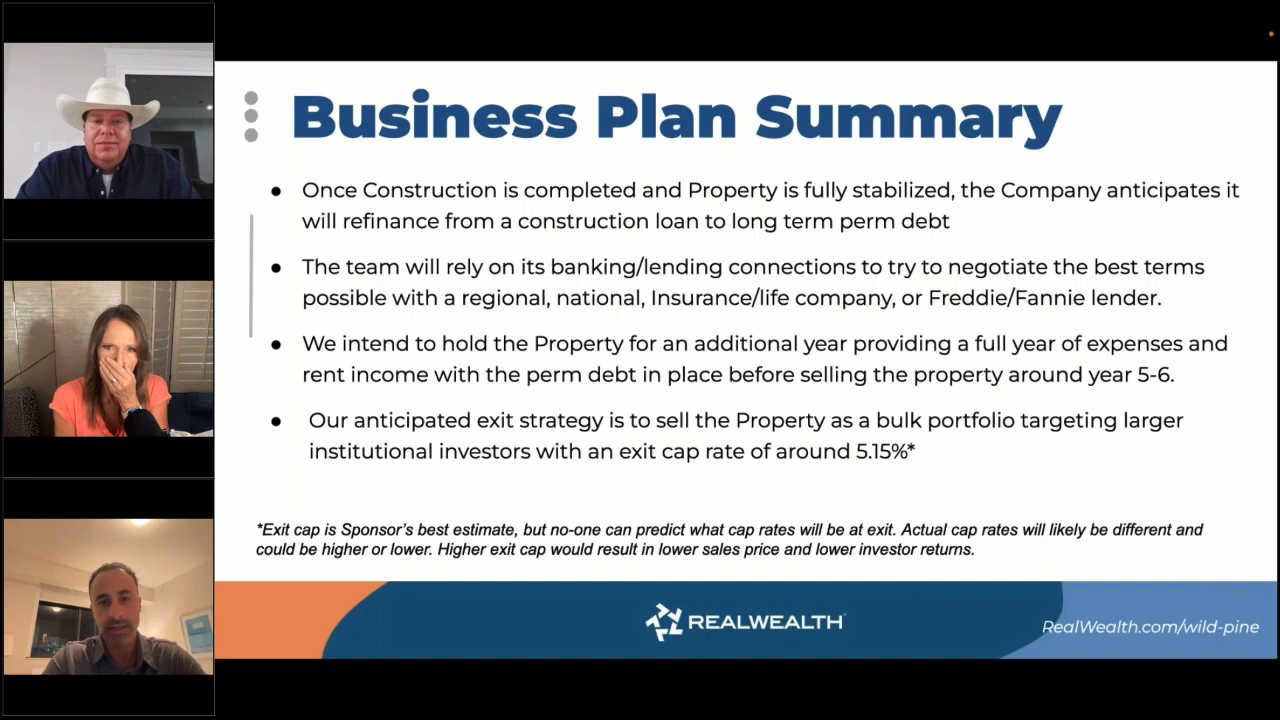 Business Plan Summary
● Once Construction is completed and Property is fully stabilized, the Company anticipates it
will refinance from a construction loan to long term perm debt
● The team will rely on its banking/lending connections to try to negotiate the best terms
possible with a regional, national, Insurance/life company, or Freddie/Fannie lender.
● We intend to hold the Property for an additional year providing a full year of expenses and
rent income with the perm debt in place before selling the property around year 5-6.
● Our anticipated exit strategy is to sell the Property as a bulk portfolio targeting larger
institutional investors with an exit cap rate of around 5.15%*
*Exit cap is Sponsor's best estimate, but no-one can predict what cap rates will be at exit. Actual cap rates will likely be different and
could be higher or lower. Higher exit cap would result in lower sales price and lower investor returns.
REALWEALTH
RealWealth.com/wild-pine